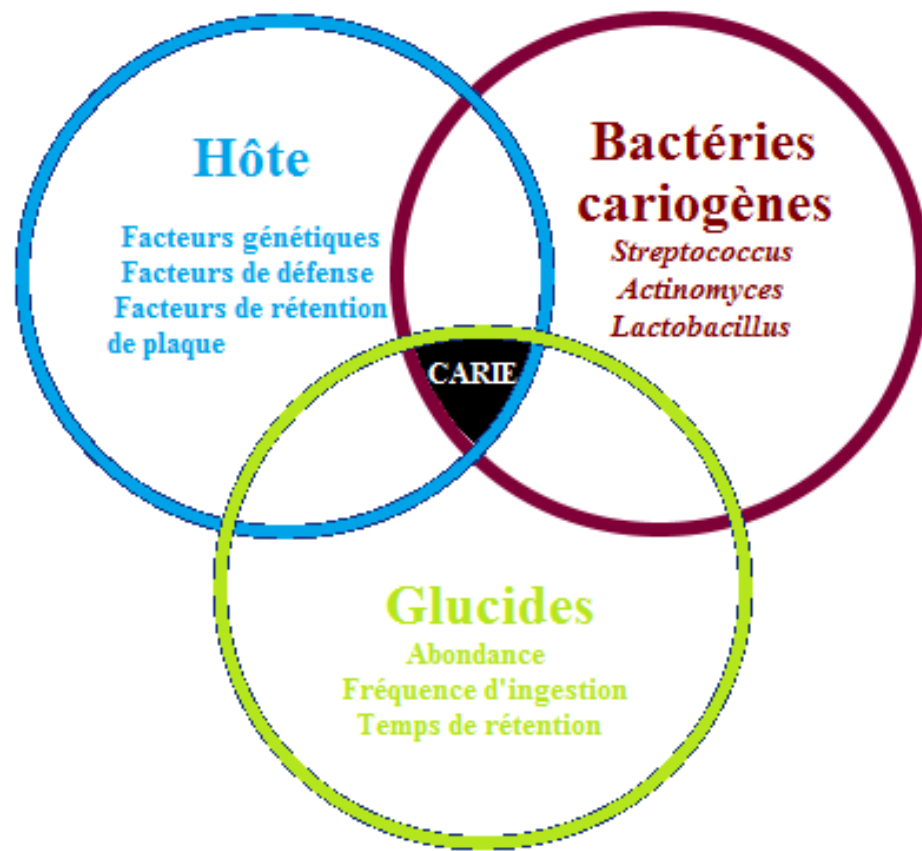 Hôte
Facteurs génétiques
Facteurs de défense
Facteurs de rétention
de plaque
Bactéries
cariogènes
Streptococcus
Actinomyces
Lactobacillus
CARIE
Glucides
Abondance
Fréquence d'ingestion
Temps de rétention